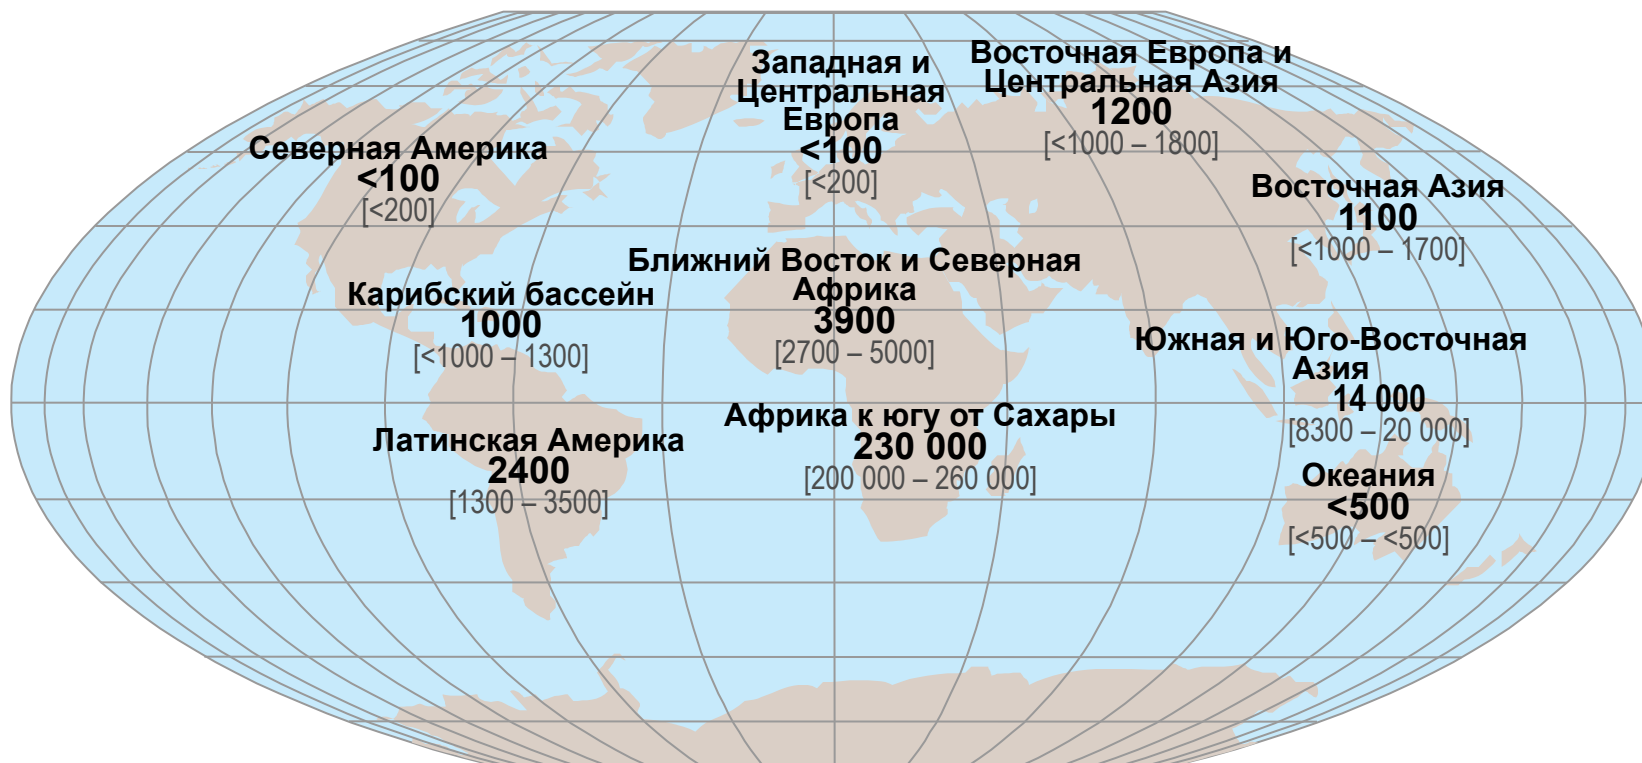 Западная и
Центральная
Европа
<100
[<200]
Восточная Европа и
Центральная Азия
1200
[<1000 – 1800]
Северная Америка
<100
[<200]
Восточная Азия
1100
[<1000 – 1700]
Ближний Восток и Северная
Африка
3900
[2700 – 5000]
Карибский бассейн
1000
[<1000 – 1300]
Южная и Юго-Восточная
Азия
14 000
[8300 – 20 000]
Африка к югу от Сахары
230 000
[200 000 – 260 000]
Латинская Америка
2400
[1300 – 3500]
Океания
<500
[<500 – <500]